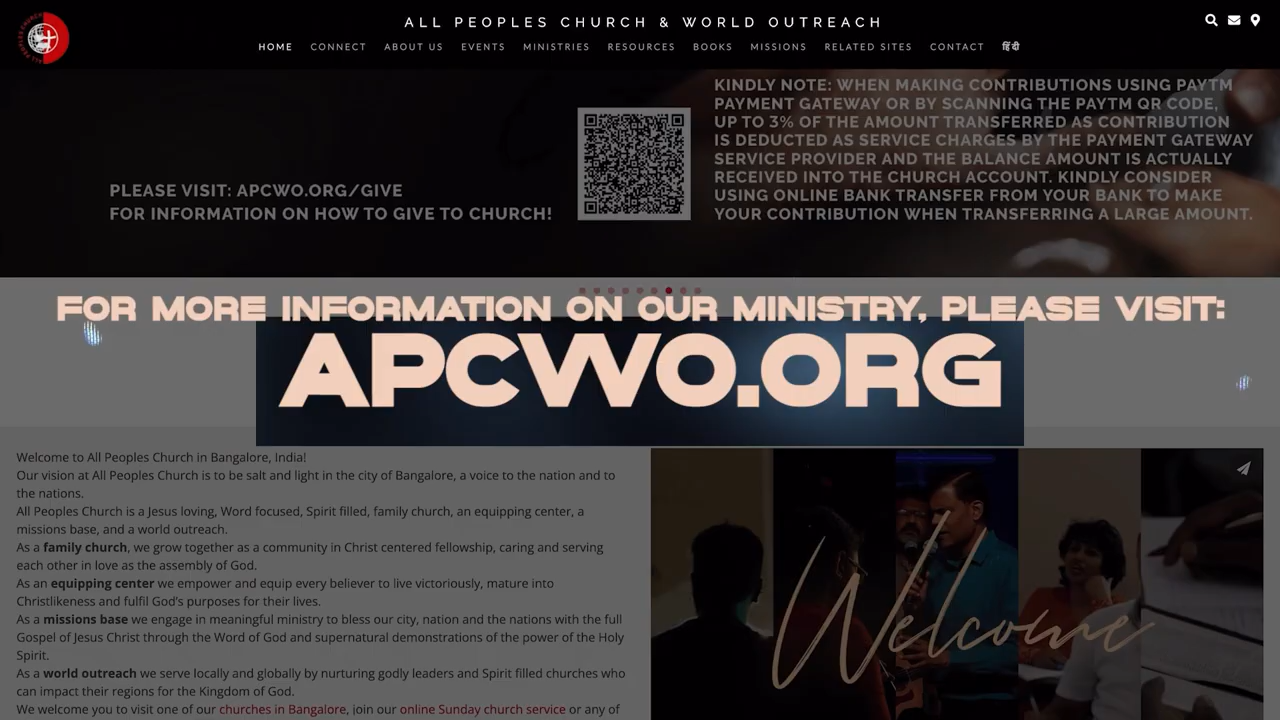 ALL PEOPLES CHURCH & WORLD OUTREACH
HOME CONNECT ABOUT US EVENTS MINISTRIES RESOURCES BOOKS MISSIONS RELATED SITES CONTACT हिंदी
KINDLY NOTE: WHEN MAKING CONTRIBUTIONS USING PAYTM
PAYMENT GATEWAY OR BY SCANNING THE PAYTM QR CODE,
UP TO 3% OF THE AMOUNT TRANSFERRED AS CONTRIBUTION
IS DEDUCTED AS SERVICE CHARGES BY THE PAYMENT GATEWAY
SERVICE PROVIDER AND THE BALANCE AMOUNT IS ACTUALLY
RECEIVED INTO THE CHURCH ACCOUNT. KINDLY CONSIDER
USING ONLINE BANK TRANSFER FROM YOUR BANK TO MAKE
YOUR CONTRIBUTION WHEN TRANSFERRING A LARGE AMOUNT.
PLEASE VISIT: APCWO.ORG/GIVE
FOR INFORMATION ON HOW TO GIVE TO CHURCH!
FOR MORE INFORMATION ON OUR MINISTRY, PLEASE VISIT:
APCWO.ORG
Welcome to All Peoples Church in Bangalore, India!
Our vision at All Peoples Church is to be salt and light in the city of Bangalore, a voice to the nation and to
the nations.
All Peoples Church is a Jesus loving, Word focused, Spirit filled, family church, an equipping center, a
missions base, and a world outreach.
As a family church, we grow together as a community in Christ centered fellowship, caring and serving
each other in love as the assembly of God.
As an equipping center we empower and equip every believer to live victoriously, mature into
Christlikeness and fulfil God's purposes for their lives.
As a missions base we engage in meaningful ministry to bless our city, nation and the nations with the full
Gospel of Jesus Christ through the Word of God and supernatural demonstrations of the power of the Holy
Spirit.
As a world outreach we serve locally and globally by nurturing godly leaders and Spirit filled churches who
can impact their regions for the Kingdom of God.
We welcome you to visit one of our churches in Bangalore, join our online Sunday church service or any of
Welcome